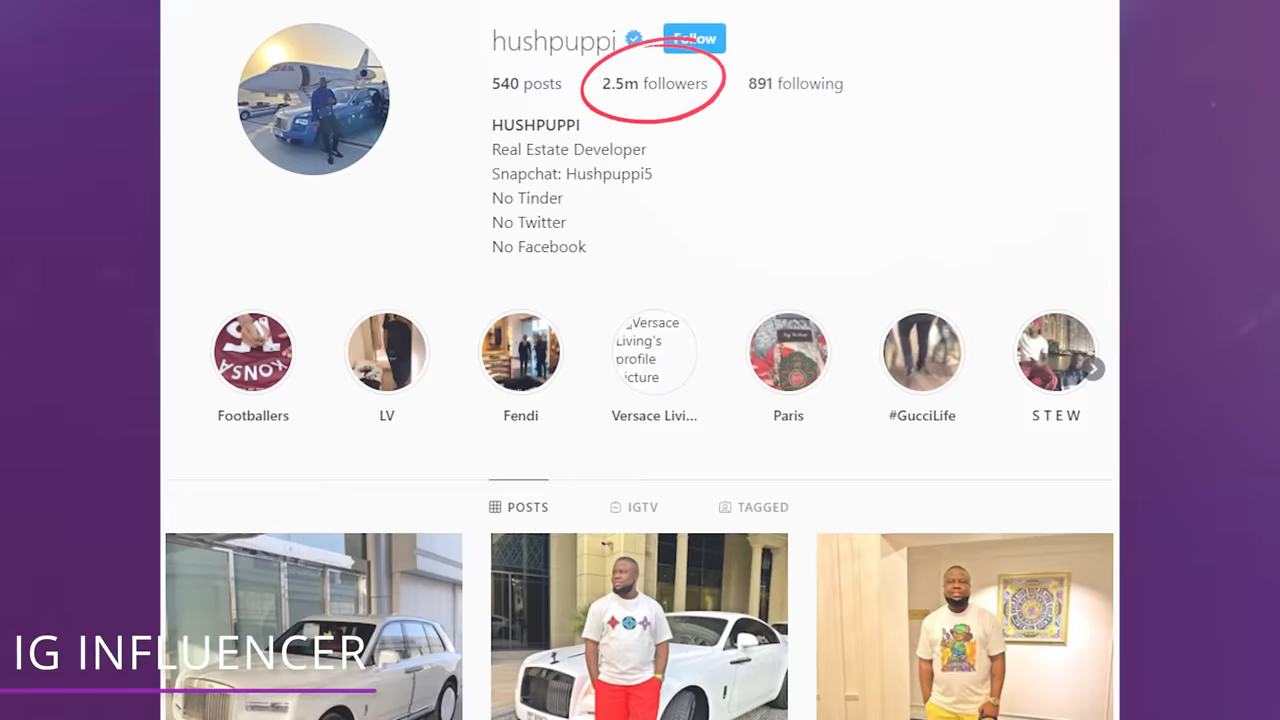 hushpuppi
Follow
540 posts 2.5m followers 891 following
HUSHPUPPI
Real Estate Developer
Snapchat: Hushpuppi5
No Tinder
No Twitter
No Facebook
Versace
Living's
profile
picture
Footballers LV Fendi Versace Livi... Paris #GucciLife S T E W
POSTS IGTV TAGGED
IG INFLUENCER